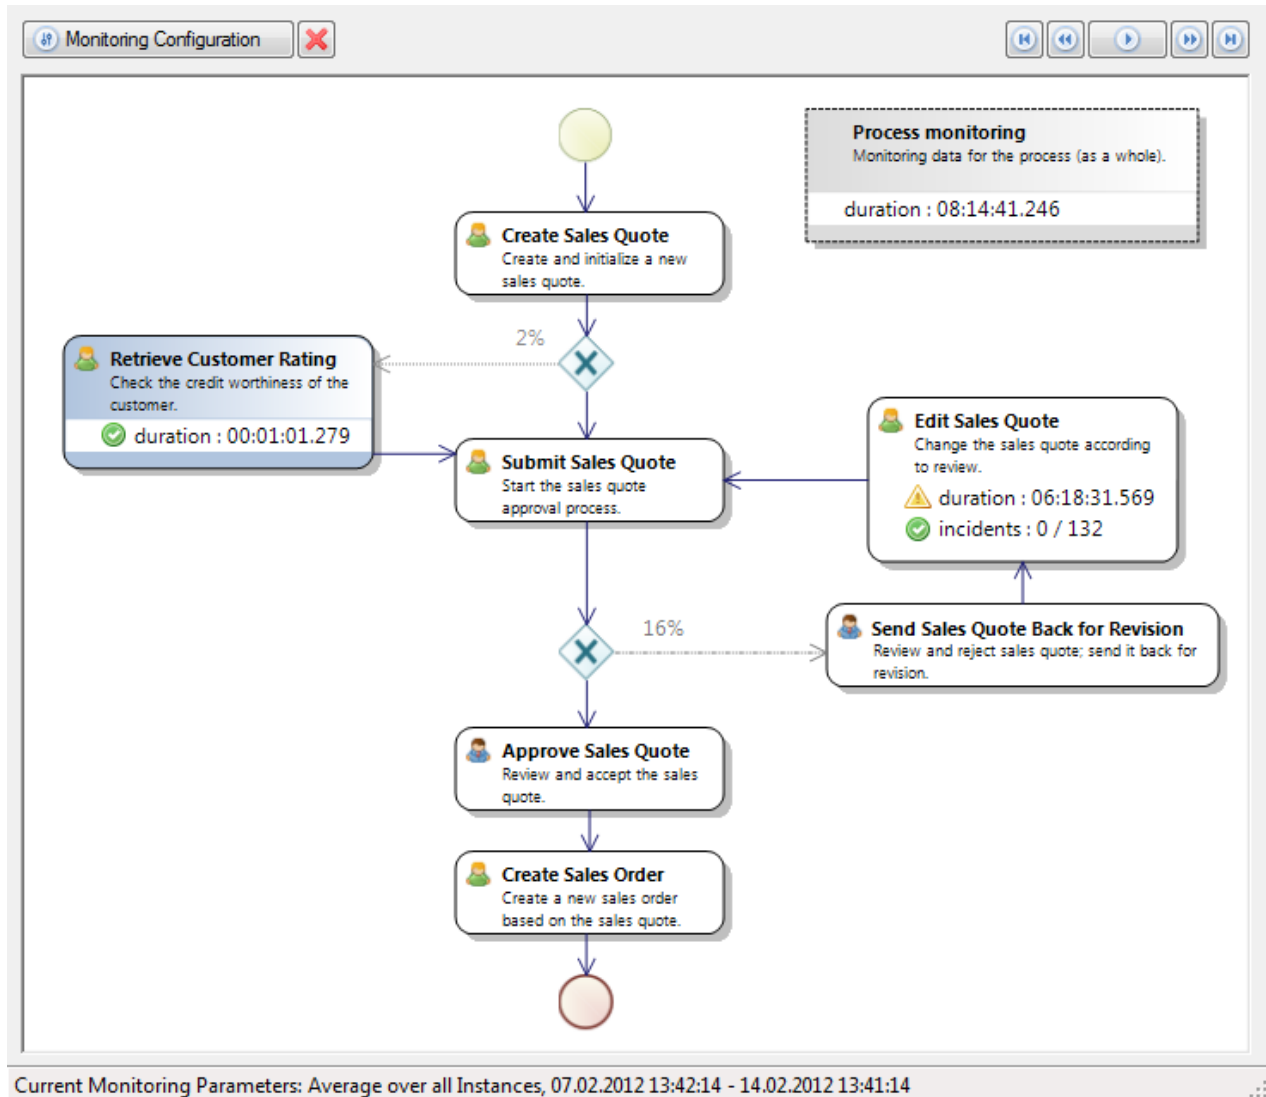 Monitoring Configuration
Process monitoring
Monitoring data for the process (as a whole).
duration : 08:14:41.246
Create Sales Quote
Create and initialize a new
sales quote.
2%
Retrieve Customer Rating
Check the credit worthiness of the
customer.
duration : 00:01:01.279
Edit Sales Quote
Change the sales quote according
to review.
duration : 06:18:31.569
incidents : 0 / 132
Submit Sales Quote
Start the sales quote
approval process.
16%
Send Sales Quote Back for Revision
Review and reject sales quote; send it back for
revision.
Approve Sales Quote
Review and accept the sales
quote.
Create Sales Order
Create a new sales order
based on the sales quote.
Current Monitoring Parameters: Average over all Instances, 07.02.2012 13:42:14 - 14.02.2012 13:41:14